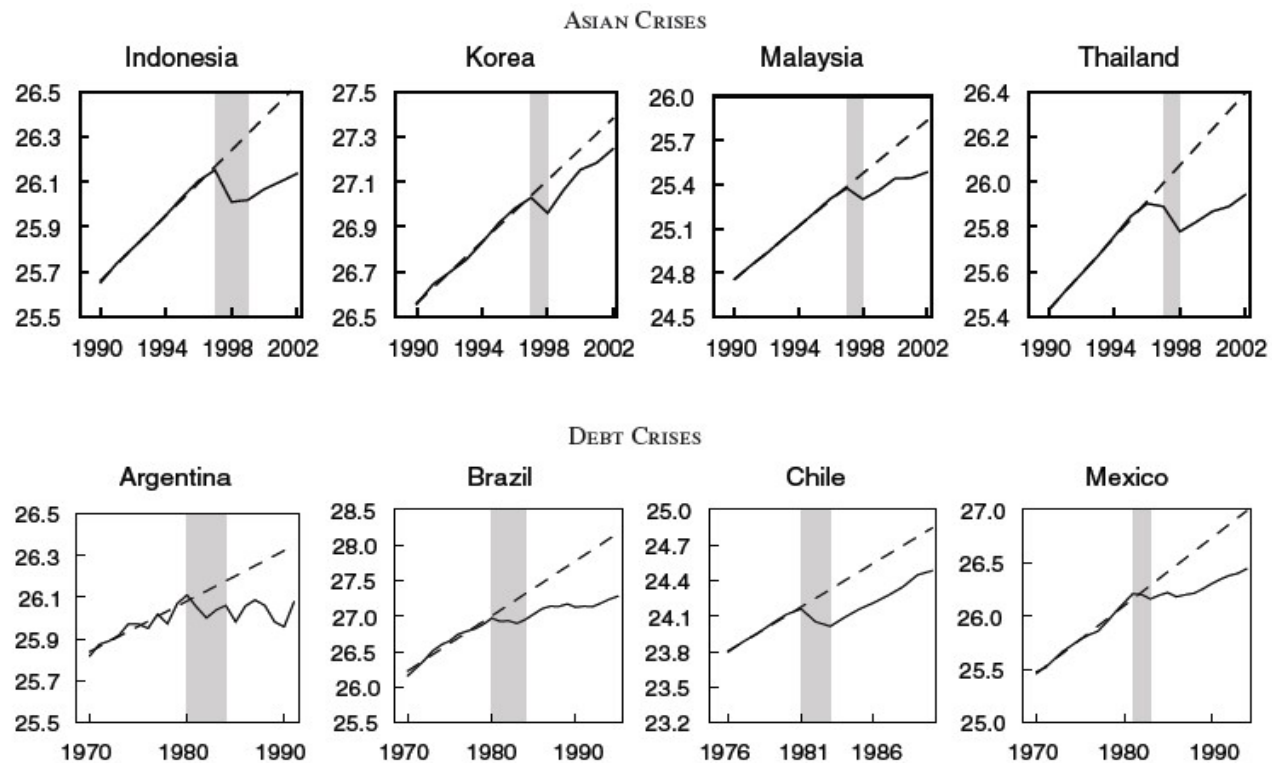 ASIAN CRISES
Indonesia Korea Malaysia Thailand
26.5 27.5 26.0 26.4
26.3 27.3 25.7 26.2
26.1 27.1 25.4 26.0
25.9 26.9 25.1 25.8
25.7 26.7 24.8 25.6
25.5 26.5 24.5 25.4
1990 1994 1998 2002 1990 1994 1998 2002 1990 1994 1998 2002 1990 1994 1998 2002
DEBT CRISES
Argentina Brazil Chile Mexico
26.5 28.5 25.0 27.0
26.3 28.0 24.7 26.5
26.1 27.5 24.4 26.0
25.9 27.0 24.1 25.5
25.7 26.5 23.8 25.0
25.5 26.0 23.5
25.5 23.2
1970 1980 1990 1970 1980 1990 1976 1981 1986 1970 1980 1990